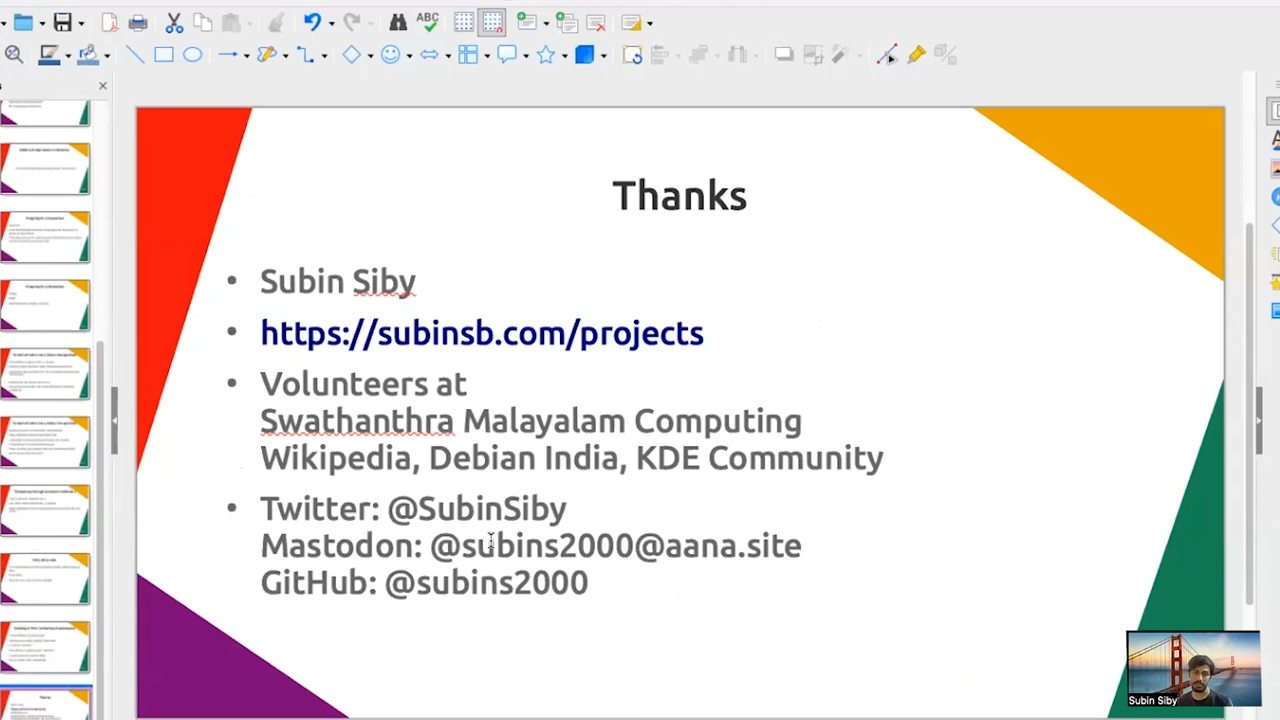 ABC
Thanks
• Subin Siby
• https://subinsb.com/projects
• Volunteers at
Swathanthra Malayalam Computing
Wikipedia, Debian India, KDE Community
• Twitter: @SubinSiby
Mastodon: @subins2000@aana.site
GitHub: @subins2000
Subin Siby